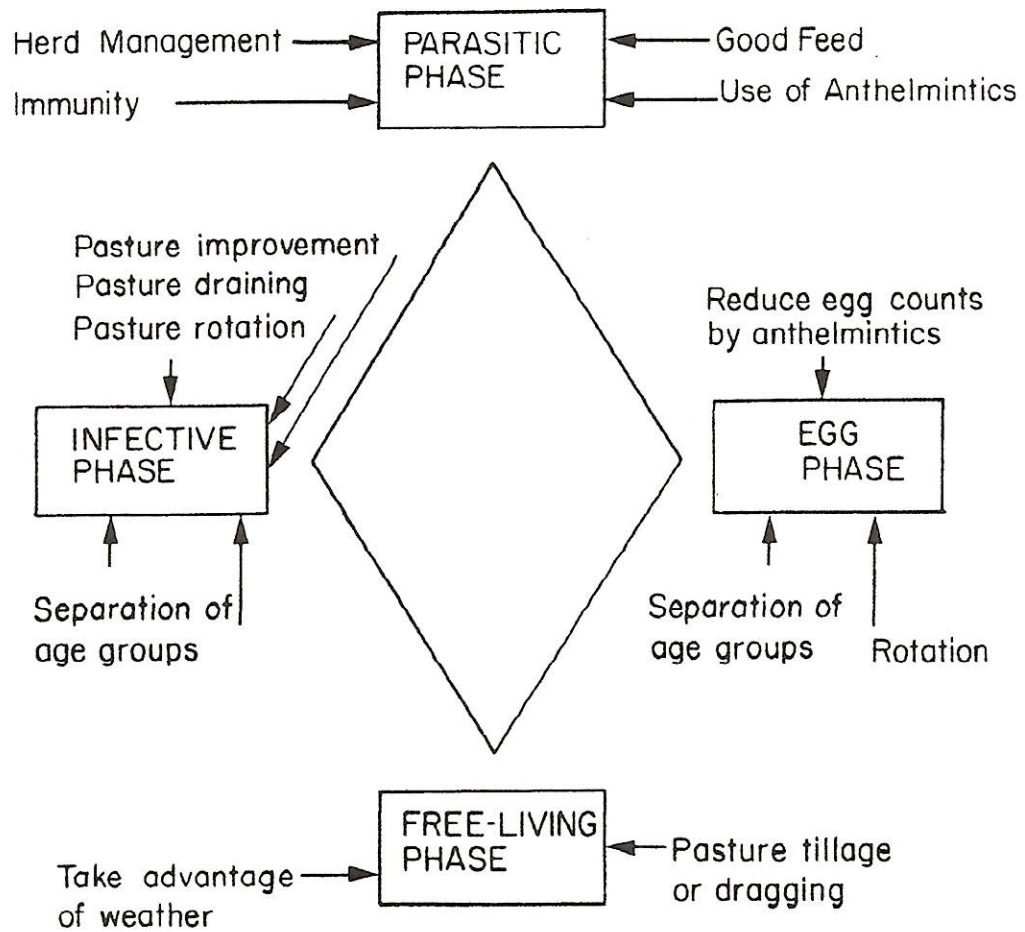 Herd Management
PARASITIC
PHASE
Good Feed
Immunity
Use of Anthelmintics
Pasture improvement
Pasture draining
Pasture rotation
Reduce egg counts
by anthelmintics
INFECTIVE
PHASE
EGG
PHASE
Separation of
age groups
Separation of
age groups
Rotation
FREE-LIVING
PHASE
Take advantage
of weather
Pasture tillage
or dragging